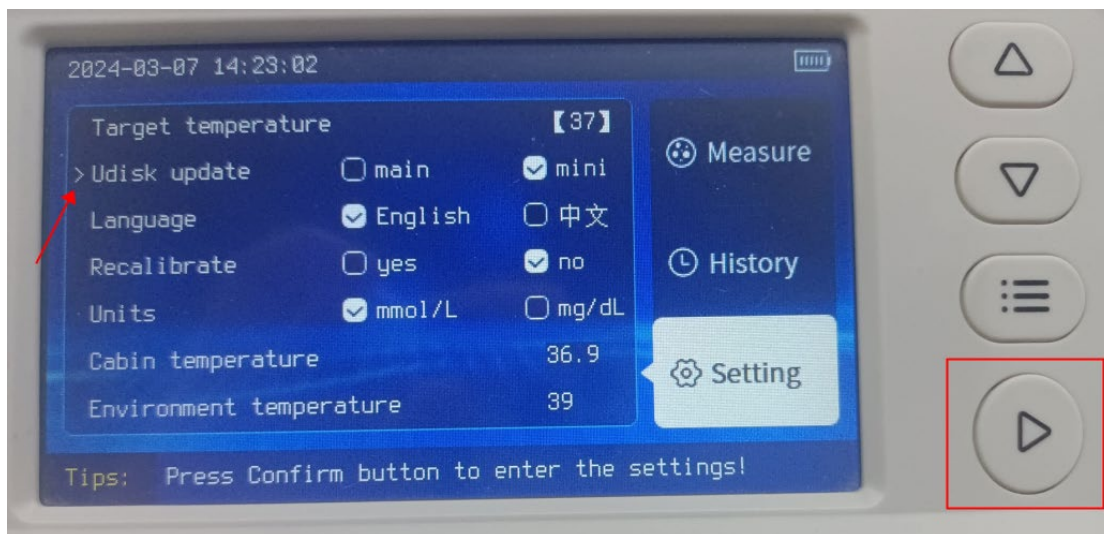 2024-03-07 14:23:02
Target temperature 【37】
>Udisk update main mini
Language English 中文
Recalibrate yes no
Units mmol/L mg/dL
Cabin temperature 36.9
Environment temperature 39
Measure
History
Setting
Tips: Press Confirm button to enter the settings!